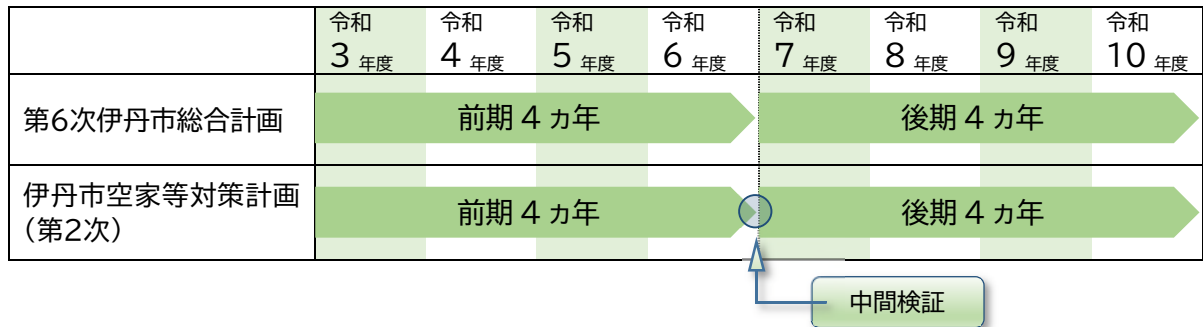 令和 令和 令和 令和 令和 令和 令和 令和
3 年度 4 年度 5 年度 6 年度 7 年度 8 年度 9 年度 10 年度
第6次伊丹市総合計画 前期 4 ヵ年 後期 4 ヵ年
伊丹市空家等対策計画
（第2次） 前期 4 ヵ年 後期 4 ヵ年
中間検証